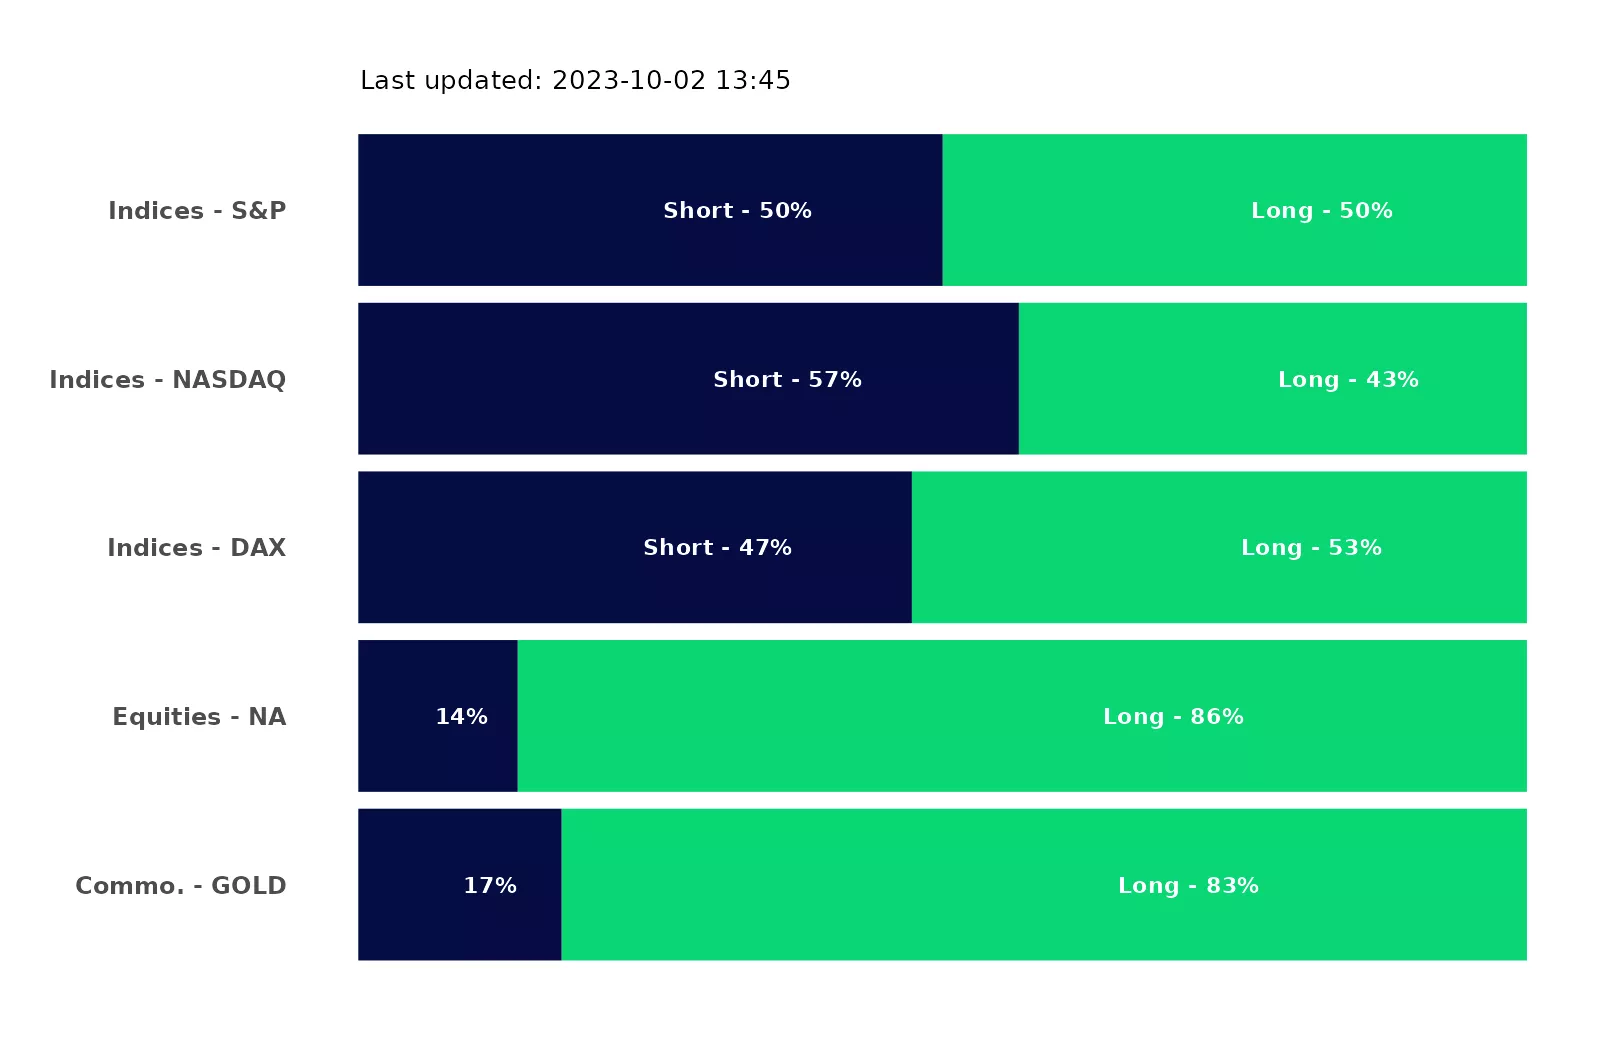 Last updated: 2023-10-02 13:45
Indices - S&P Short - 50% Long - 50%
Indices - NASDAQ Short - 57% Long - 43%
Indices - DAX Short - 47% Long - 53%
Equities - NA 14% Long - 86%
Commo. - GOLD 17% Long - 83%